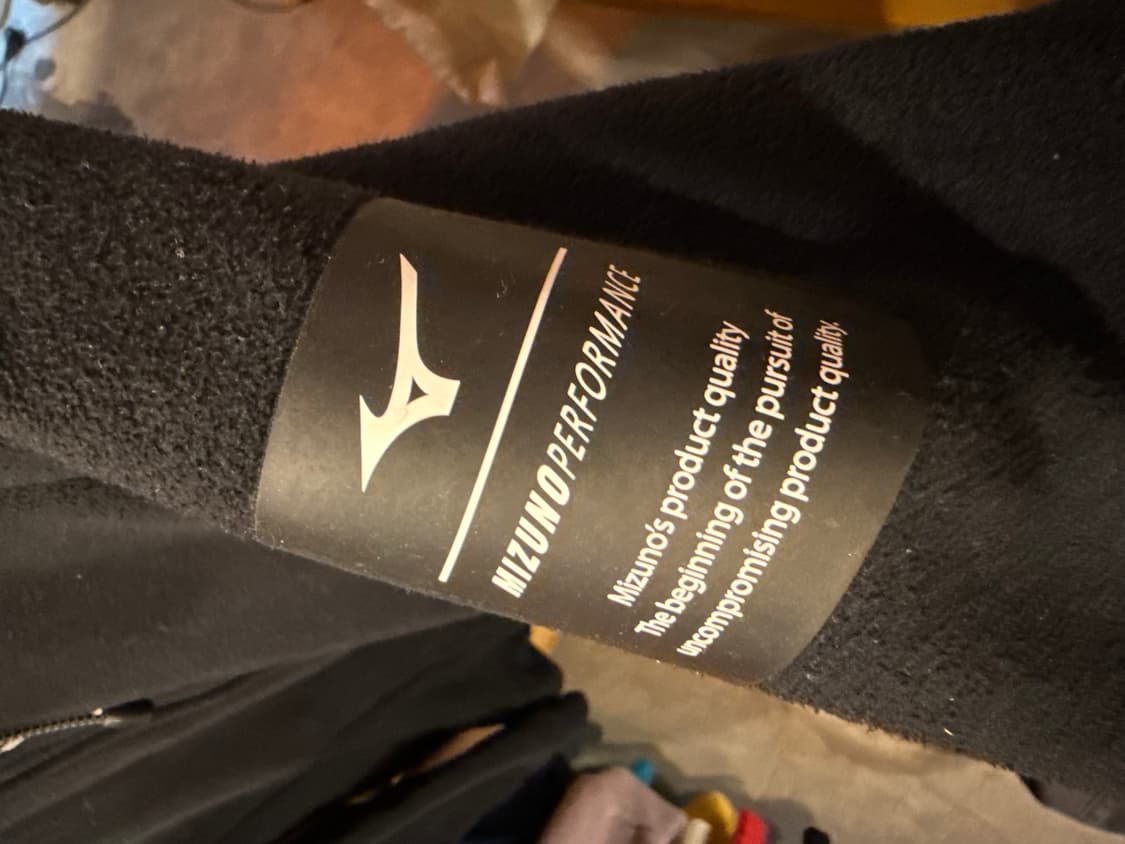 MIZUNOPERFORMANCE
Mizuno's product quality
The beginning of the pursuit of
uncompromising product quality.